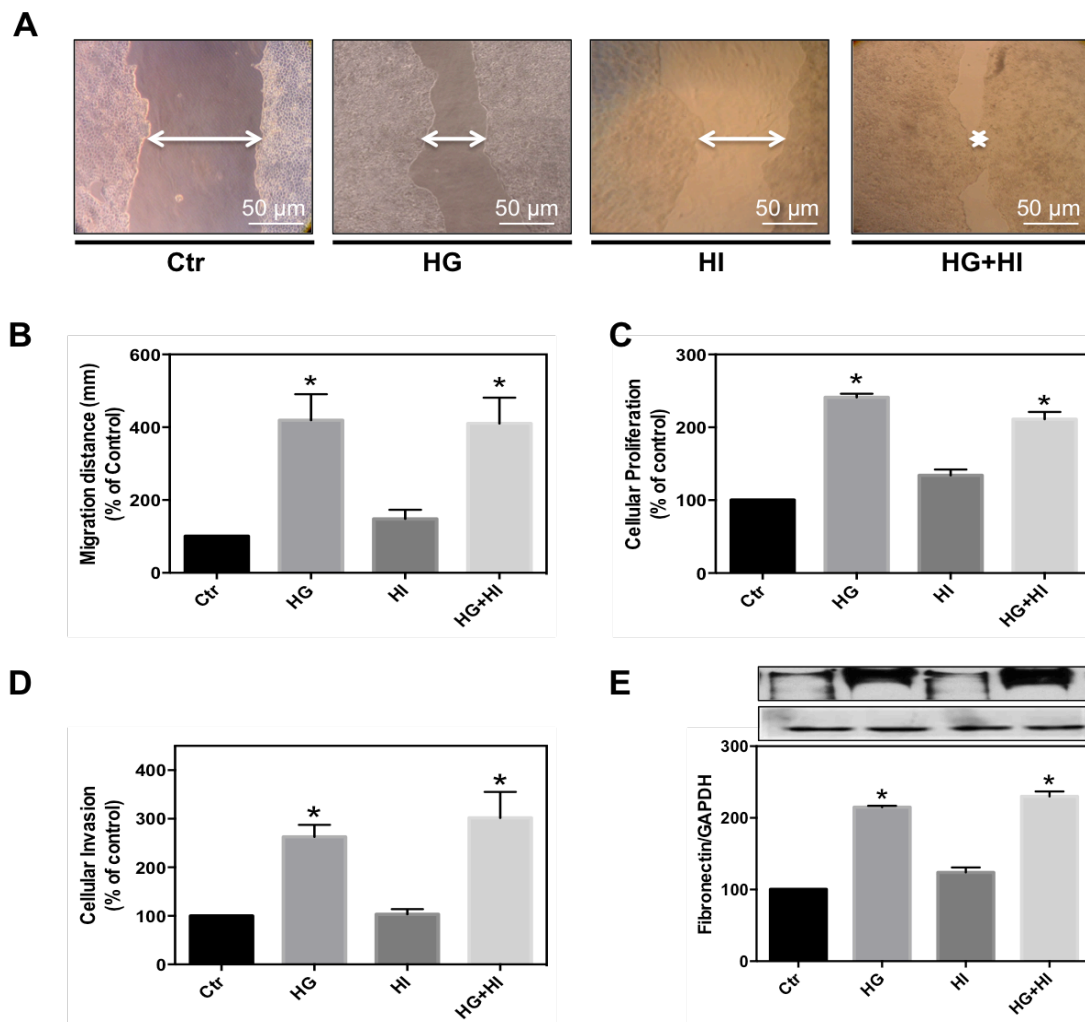 A
50 µm
50 µm
50 µm
50 µm
Ctr
HG
HI
HG+HI
B
Migration distance (mm)
(% of Control)
600
400
200
0
*
*
Ctr
HG
HI
HG+HI
C
Cellular Proliferation
(% of control)
300
200
100
0
*
*
Ctr
HG
HI
HG+HI
D
Cellular Invasion
(% of control)
400
300
200
100
0
*
*
Ctr
HG
HI
HG+HI
E
Fibronectin/GAPDH
300
200
100
0
*
*
Ctr
HG
HI
HG+HI